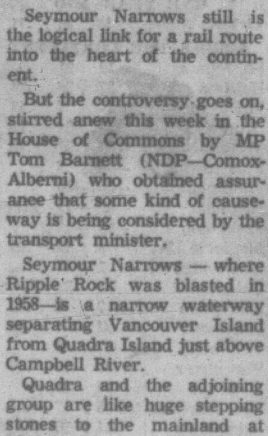 Seymour Narrows still is
the logical link for a rail route
into the heart of the contin-
ent.
But the controversy goes on,
stirred anew this week in the
House of Commons by MP
Tom Barnett (NDP—Comox-
Alberni) who obtained assur-
ance that some kind of cause-
way is being considered by the
transport minister.
Seymour Narrows — where
Ripple Rock was blasted in
1958—is a narrow waterway
separating Vancouver Island
from Quadra Island just above
Campbell River.
Quadra and the adjoining
group are like huge stepping
stones to the mainland at